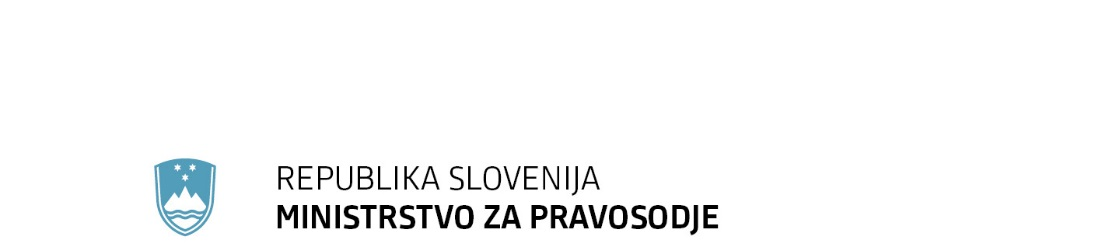 REPUBLIKA SLOVENIJA
MINISTRSTVO ZA PRAVOSODJE